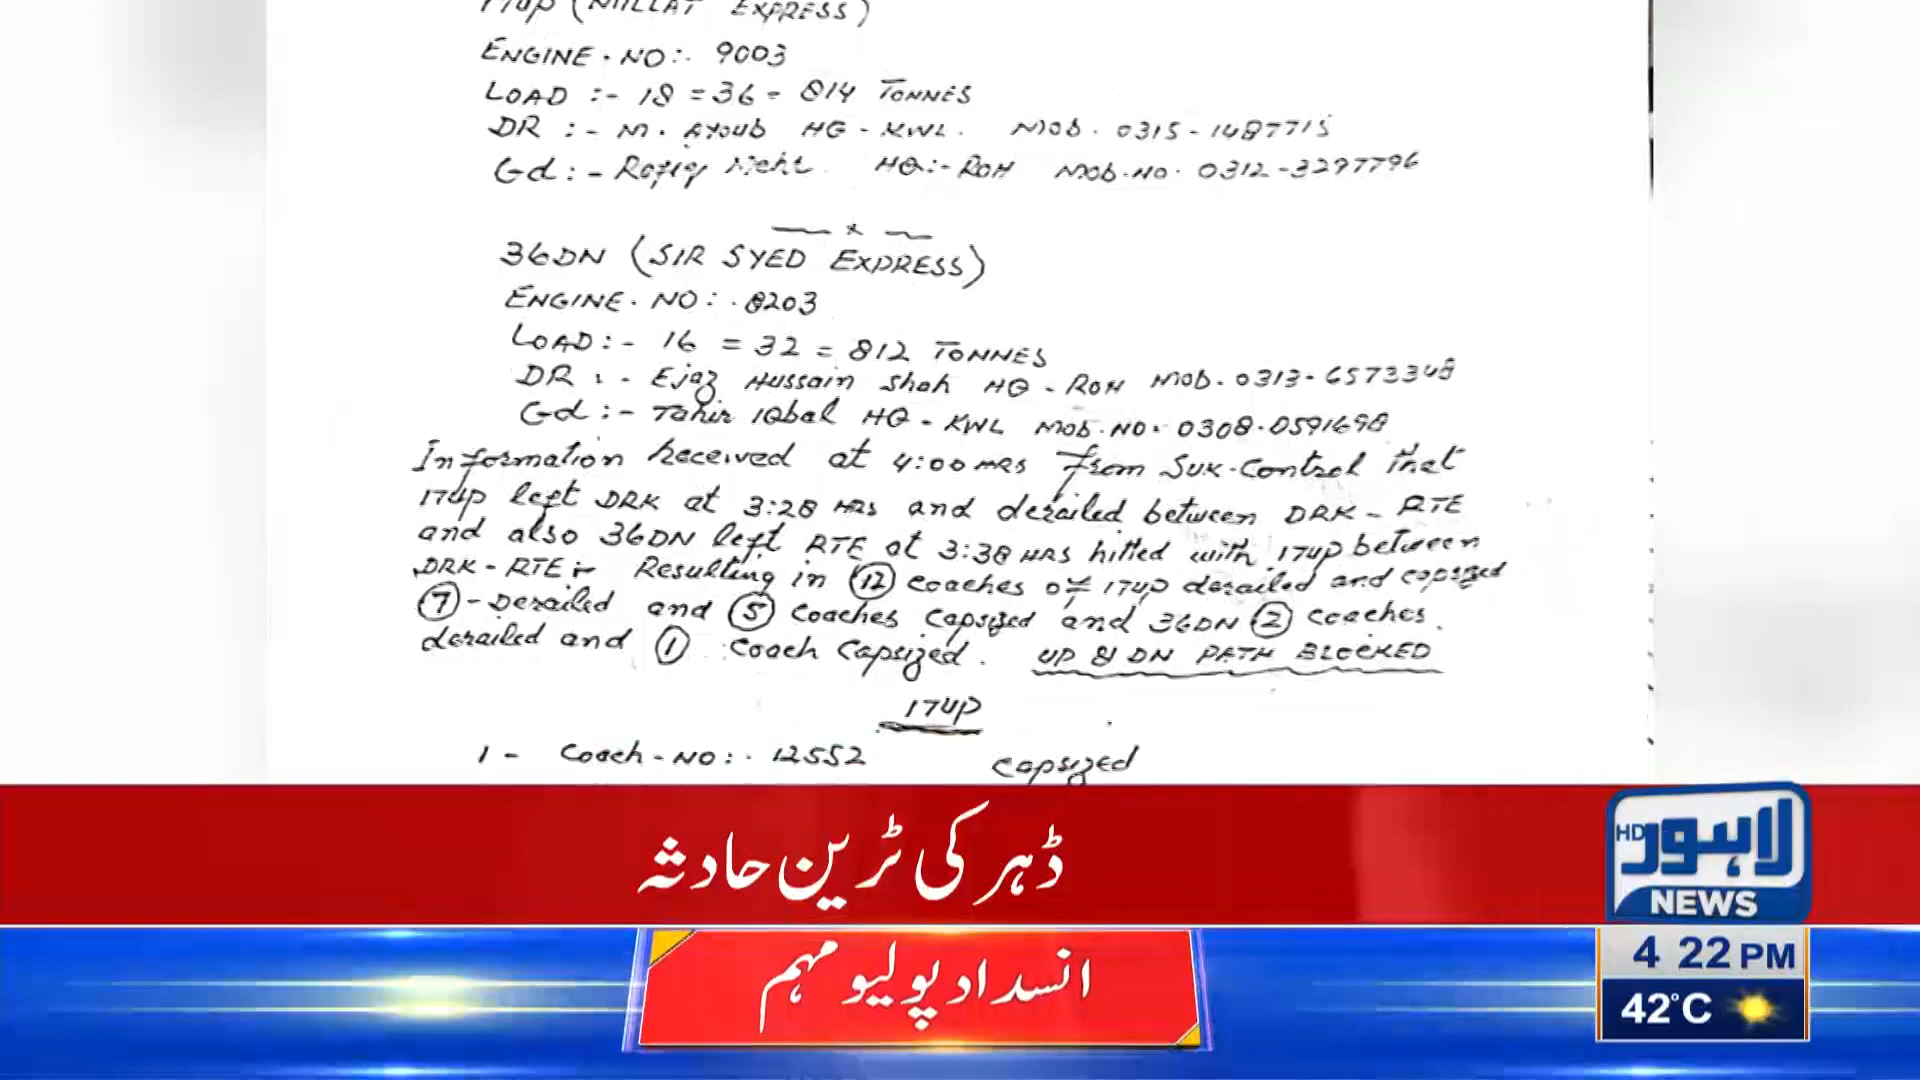 17UP (MILLAT EXPRESS)
ENGINE. NO:. 9003
LOAD :- 18 = 36 = 814 TONNES
DR :- M. AYOUB HQ - KWL. MOB. 0315-1487715
Gd :- Rafiq HQ:- ROH MOB.NO. 0312-3297796
x
36DN (SIR SYED EXPRESS)
ENGINE. NO:. 8203
LOAD:- 16 = 32 = 812 TONNES
DR :- Ejaz Hussain Shah HQ - ROH MOB. 0313-6573348
Gd :- Tahir Iqbal HQ - KWL MOB.NO. 0308-0591698
Information received at 4:00 HRS from SUK-Control that
17UP left DRK at 3:28 HRS and derailed between DRK - RTE
and also 36DN left RTE at 3:38 HRS hitted with 17UP between
DRK-RTE:- Resulting in 12 coaches of 17UP derailed and capsized
7 - Derailed and 5 coaches capsized and 36DN 2 coaches.
derailed and 1 Coach Capsized. UP & DN PATH BLOCKED
17UP
1 - Coach-NO:. 12552 capsized
ڈہرکی ٹرین حادثہ
HD لاہور
NEWS
انسداد پولیو مہم
4 22 PM
42°C